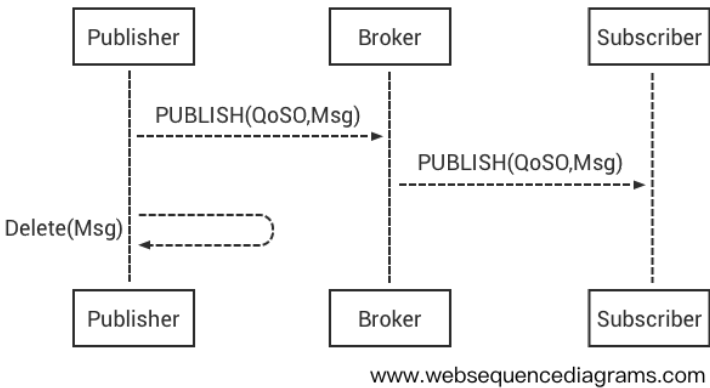 Publisher
Broker
Subscriber
PUBLISH(QoSO,Msg)
PUBLISH(QoSO,Msg)
Delete(Msg)
Publisher
Broker
Subscriber
www.websequencediagrams.com